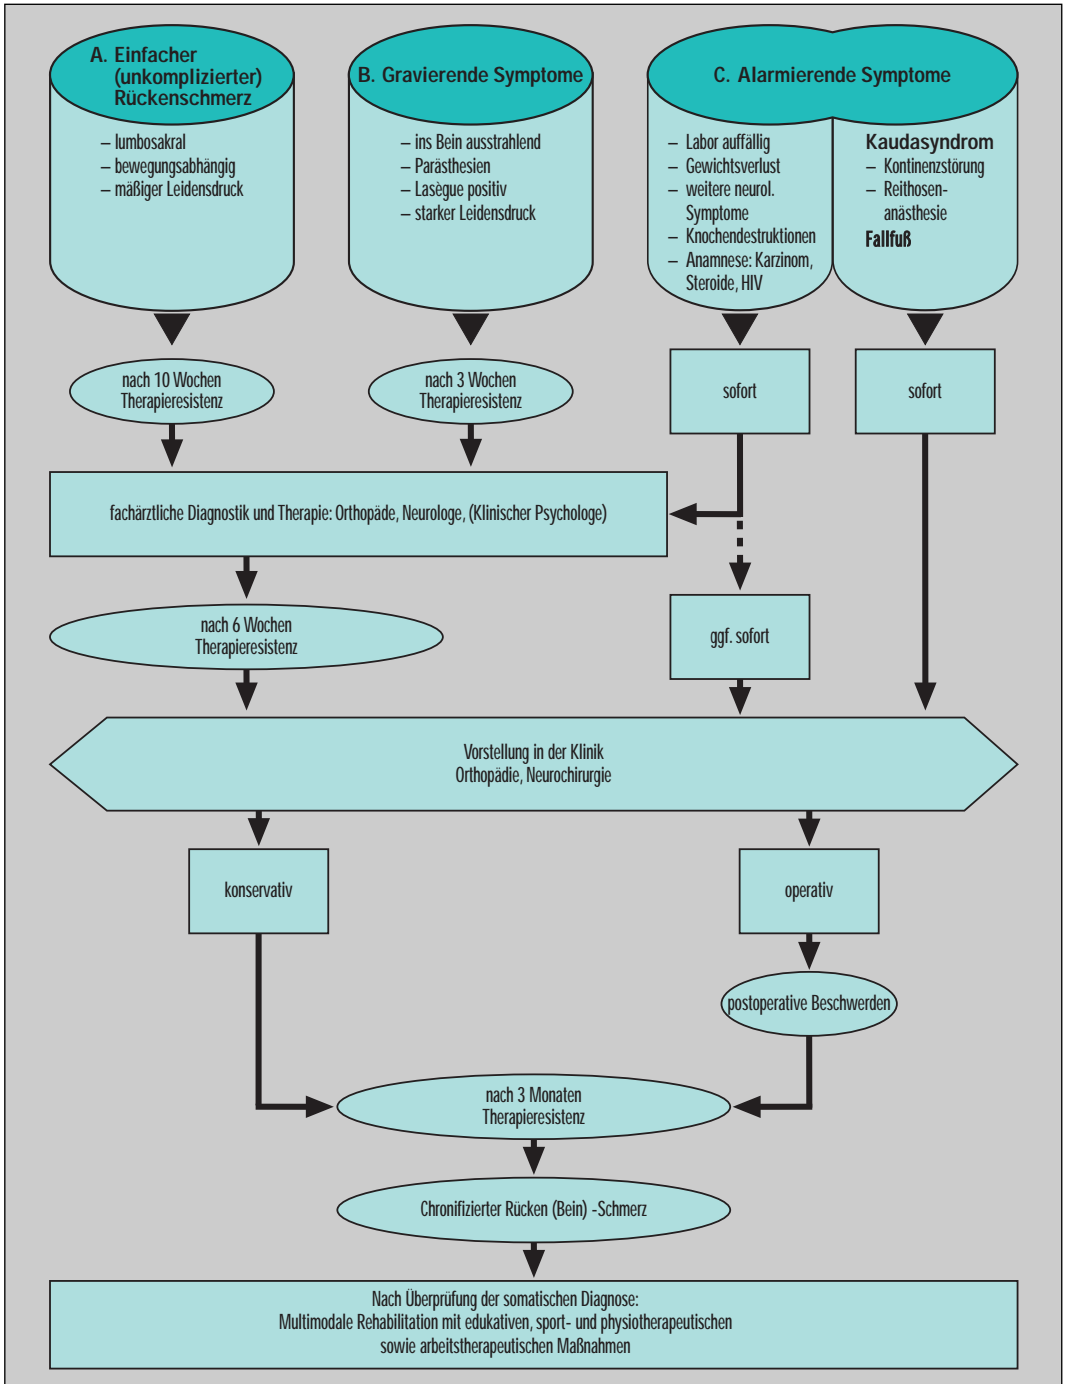 A. Einfacher
(unkomplizierter)
Rückenschmerz
– lumbosakral
– bewegungsabhängig
– mäßiger Leidensdruck
B. Gravierende Symptome
– ins Bein ausstrahlend
– Parästhesien
– Lasègue positiv
– starker Leidensdruck
C. Alarmierende Symptome
– Labor auffällig
– Gewichtsverlust
– weitere neurol.
Symptome
– Knochendestruktionen
– Anamnese: Karzinom,
Steroide, HIV
Kaudasyndrom
– Kontinenzstörung
– Reithosen-
anästhesie
Fallfuß
nach 10 Wochen
Therapieresistenz
nach 3 Wochen
Therapieresistenz
sofort
sofort
fachärztliche Diagnostik und Therapie: Orthopäde, Neurologe, (Klinischer Psychologe)
nach 6 Wochen
Therapieresistenz
ggf. sofort
Vorstellung in der Klinik
Orthopädie, Neurochirurgie
konservativ
operativ
postoperative Beschwerden
nach 3 Monaten
Therapieresistenz
Chronifizierter Rücken (Bein) -Schmerz
Nach Überprüfung der somatischen Diagnose:
Multimodale Rehabilitation mit edukativen, sport- und physiotherapeutischen
sowie arbeitstherapeutischen Maßnahmen